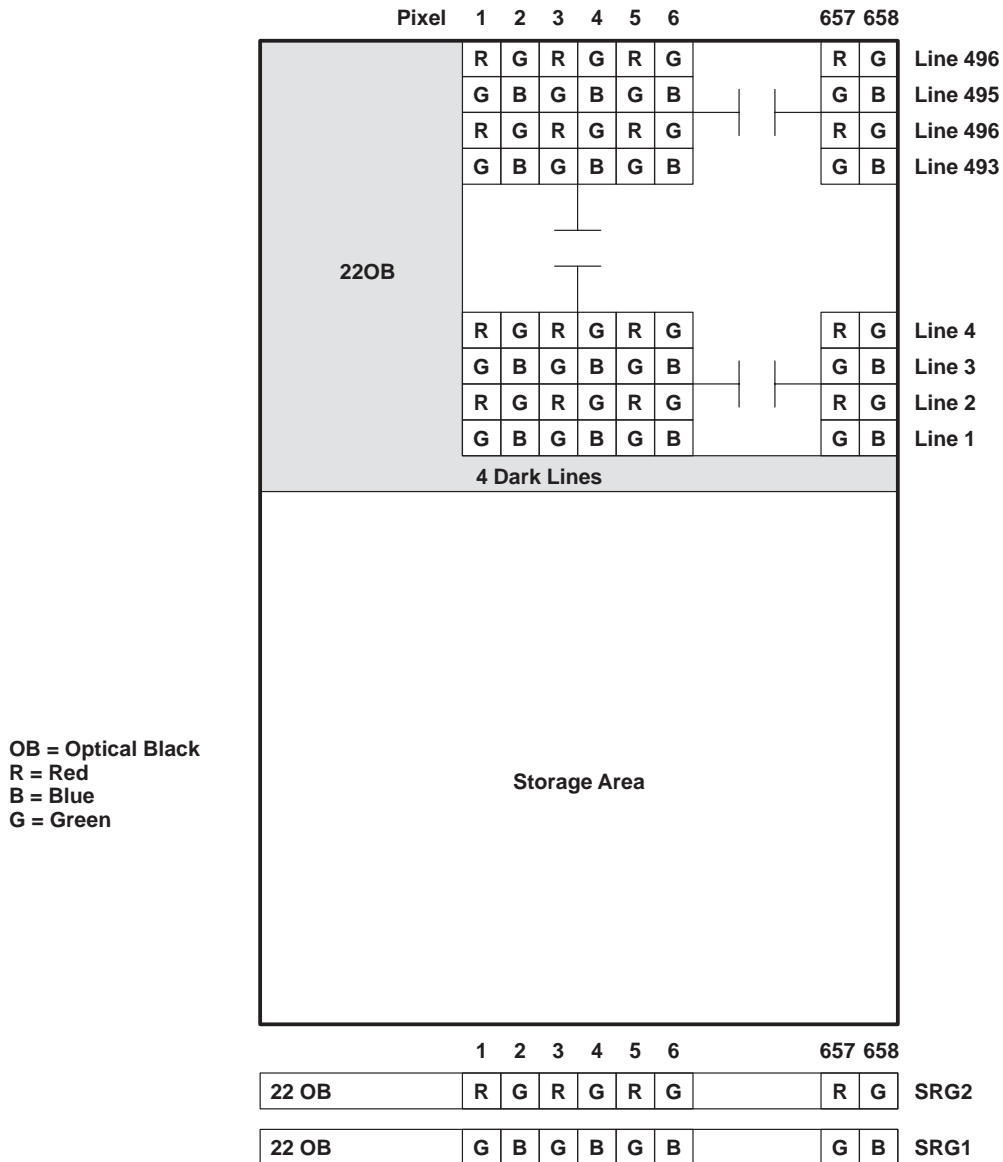 Pixel 1 2 3 4 5 6 657 658
R G R G R G R G Line 496
G B G B G B G B Line 495
R G R G R G R G Line 496
G B G B G B G B Line 493
22OB
R G R G R G R G Line 4
G B G B G B G B Line 3
R G R G R G R G Line 2
G B G B G B G B Line 1
4 Dark Lines
OB = Optical Black
R = Red
B = Blue
G = Green
Storage Area
1 2 3 4 5 6 657 658
22 OB R G R G R G R G SRG2
22 OB G B G B G B G B SRG1